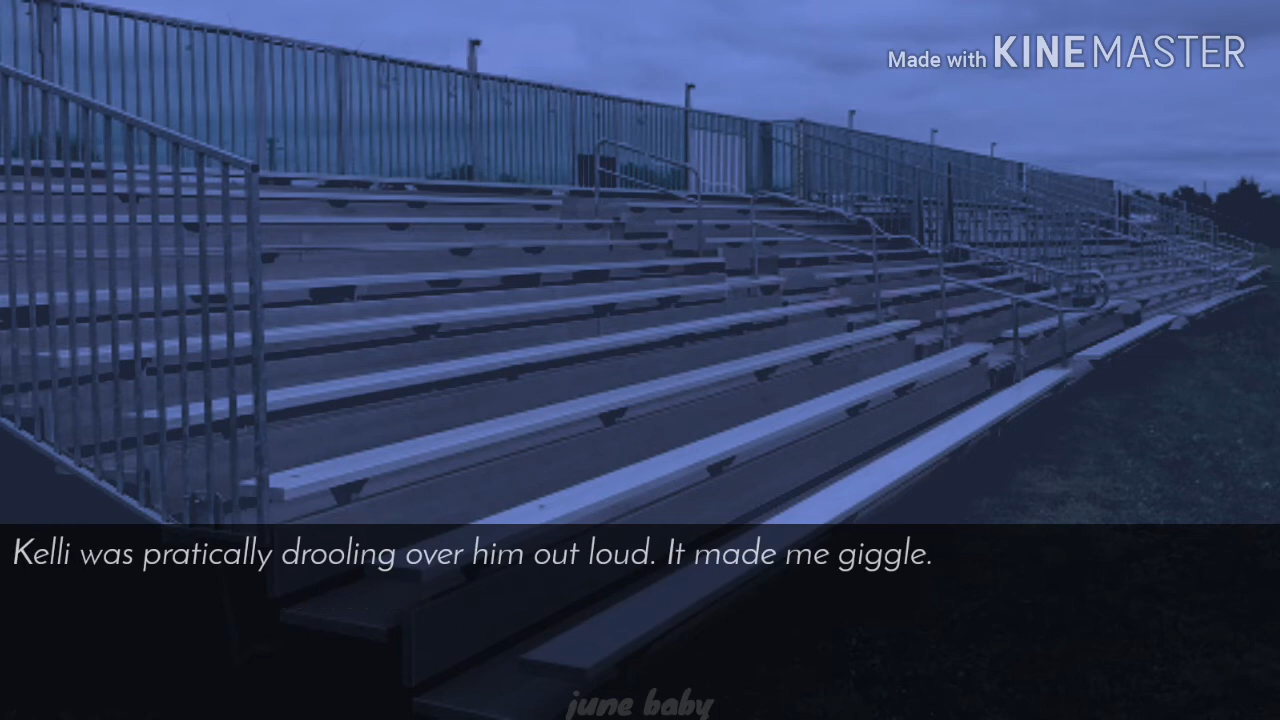 Made with KINEMASTER
Kelli was pratically drooling over him out loud. It made me giggle.
june baby